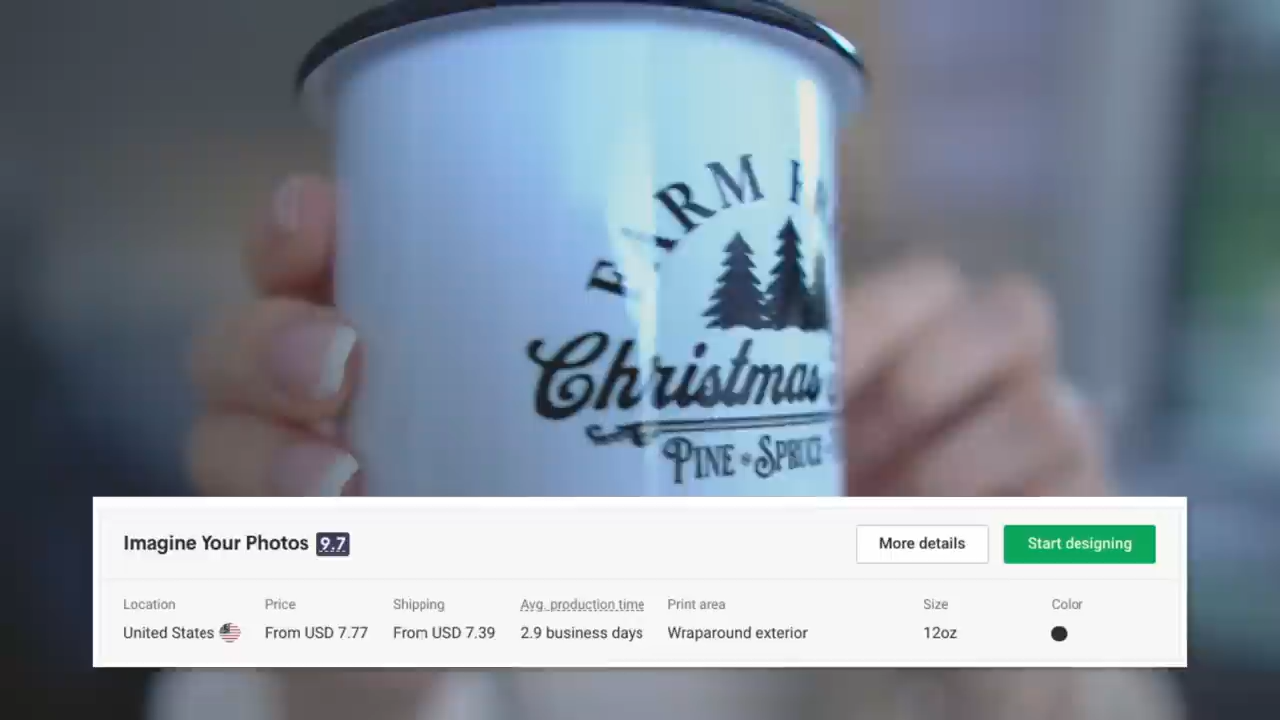 FARM
Christmas
PINE • SPRUCE
Imagine Your Photos 9.7
More details
Start designing
Location
Price
Shipping
Avg. production time
Print area
Size
Color
United States
From USD 7.77
From USD 7.39
2.9 business days
Wraparound exterior
12oz